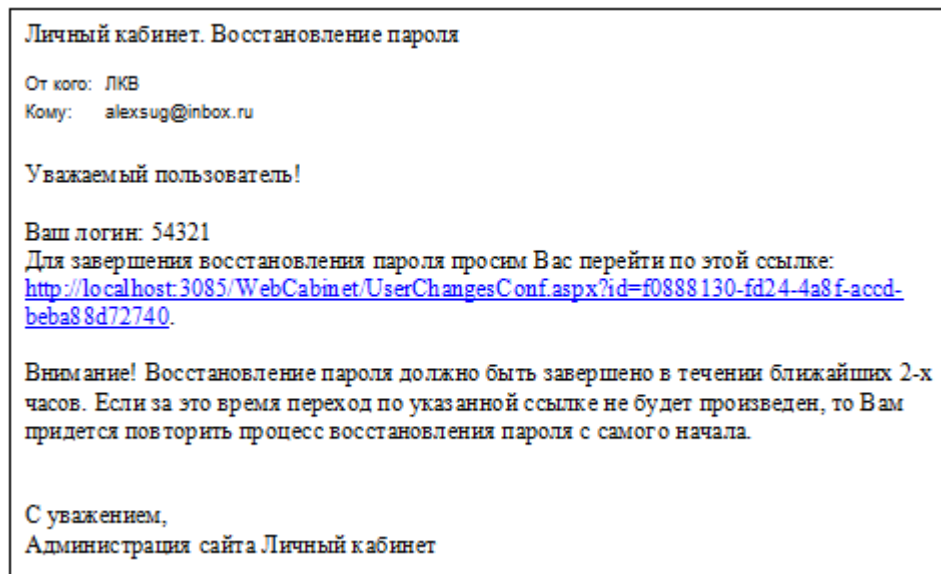 Личный кабинет. Восстановление пароля
От кого: ЛКВ
Кому: alexsug@inbox.ru
Уважаемый пользователь!
Ваш логин: 54321
Для завершения восстановления пароля просим Вас перейти по этой ссылке:
http://localhost:3085/WebCabinet/UserChangesConf.aspx?id=f0888130-fd24-4a8f-accd-
beba88d72740.
Внимание! Восстановление пароля должно быть завершено в течении ближайших 2-х
часов. Если за это время переход по указанной ссылке не будет произведен, то Вам
придется повторить процесс восстановления пароля с самого начала.
С уважением,
Администрация сайта Личный кабинет